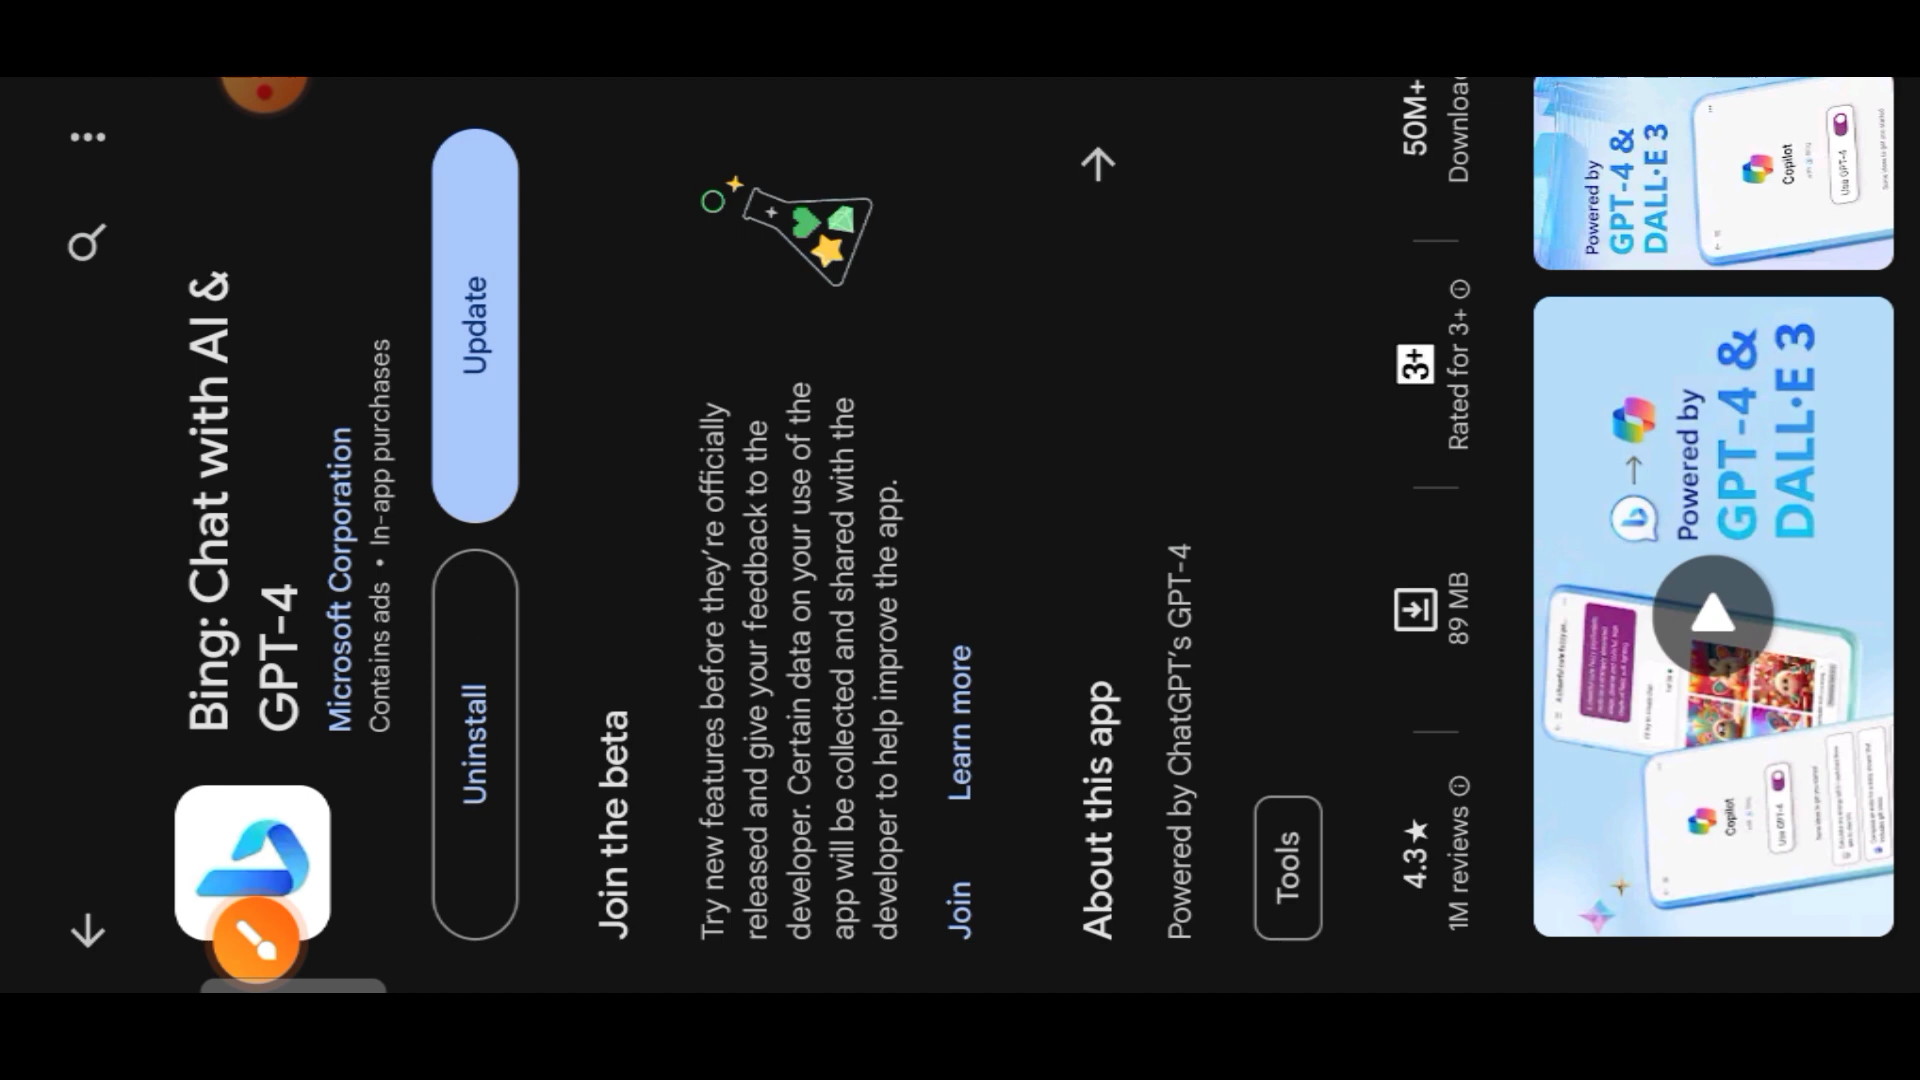 Bing: Chat with AI &
GPT-4
Microsoft Corporation
Contains ads • In-app purchases
Uninstall
Update
Join the beta
Try new features before they're officially
released and give your feedback to the
developer. Certain data on your use of the
app will be collected and shared with the
developer to help improve the app.
Join
Learn more
About this app
Powered by ChatGPT's GPT-4
Tools
4.3★
1M reviews
89 MB
3+
Rated for 3+
50M+
Powered by
GPT-4 &
DALL·E 3
Copilot
Use GPT-4
Powered by
GPT-4 &
DALL·E 3
Copilot
Use GPT-4